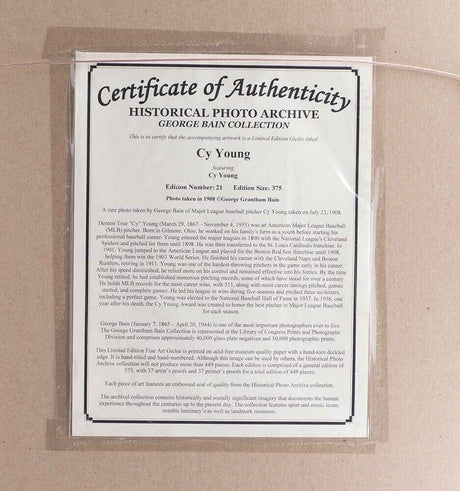 Certificate of Authenticity
HISTORICAL PHOTO ARCHIVE
GEORGE BAIN COLLECTION
This is to certify that the accompanying artwork is a Limited Edition Giclée titled
Cy Young
featuring
Cy Young
Edition Number: 21 Edition Size: 375
Photo taken in 1908 ©George Grantham Bain
A rare photo taken by George Bain of Major League baseball pitcher Cy Young taken on July 23, 1908.
Denton True "Cy" Young (March 29, 1867 – November 4, 1955) was an American Major League Baseball
(MLB) pitcher. Born in Gilmore, Ohio, he worked on his family's farm as a youth before starting his
professional baseball career. Young entered the major leagues in 1890 with the National League's Cleveland
Spiders and pitched for them until 1898. He was then transferred to the St. Louis Cardinals franchise. In
1901, Young jumped to the American League and played for the Boston Red Sox franchise until 1908,
helping them win the 1903 World Series. He finished his career with the Cleveland Naps and Boston
Rustlers, retiring in 1911. Young was one of the hardest-throwing pitchers in the game early in his career.
After his speed diminished, he relied more on his control and remained effective into his forties. By the time
Young retired, he had established numerous pitching records, some of which have stood for over a century.
He holds MLB records for the most career wins, with 511, along with most career innings pitched, games
started, and complete games. He led his league in wins during five seasons and pitched three no-hitters,
including a perfect game. Young was elected to the National Baseball Hall of Fame in 1937. In 1956, one
year after his death, the Cy Young Award was created to honor the best pitcher in Major League Baseball
for each season.
George Bain (January 7, 1865 – April 20, 1944) is one of the most important photographers ever to live.
The George Grantham Bain Collection is represented at the Library of Congress Prints and Photographs
Division and comprises approximately 40,000 glass plate negatives and 50,000 photographic prints.
This Limited Edition Fine Art Giclee is printed on acid-free museum quality paper with a hand-torn deckled
edge. It is hand-titled and hand-numbered. Although this image can be used by others, the Historical Photo
Archive collection will not produce more than 449 pieces. Each edition is comprised of a general edition of
375, with 37 artist's proofs and 37 printer's proofs for a total edition of 449 pieces.
Each piece of art features an embossed seal of quality from the Historical Photo Archive collection.
The archival collection contains historically and socially significant imagery that documents the human
experience throughout the centuries up to the present day. The collection features sport and music icons,
notable luminary's as well as landmark moments.